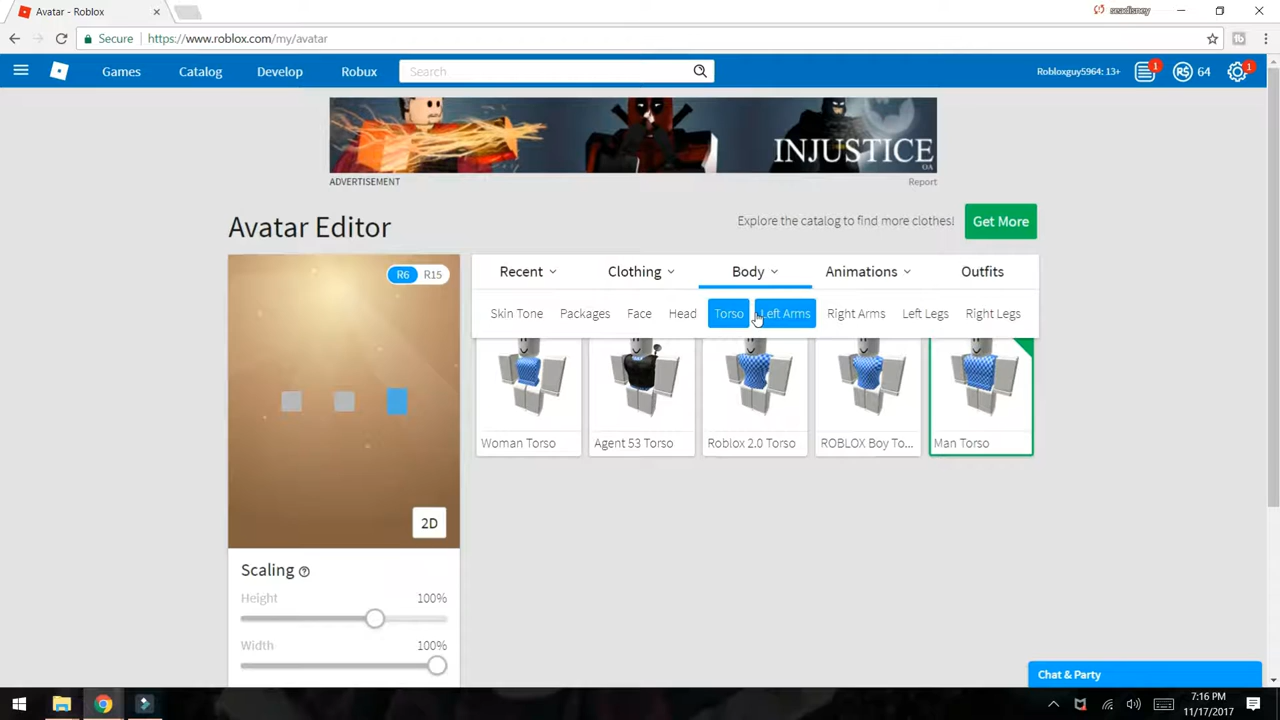 Avatar - Roblox
seadisney
Secure https://www.roblox.com/my/avatar
Games Catalog Develop Robux Search Robloxguy5964: 13+ 1 R$ 64 1
INJUSTICE
OA
ADVERTISEMENT Report
Avatar Editor
Explore the catalog to find more clothes! Get More
R6 R15
Recent Clothing Body Animations Outfits
Skin Tone Packages Face Head Torso Left Arms Right Arms Left Legs Right Legs
Woman Torso Agent 53 Torso Roblox 2.0 Torso ROBLOX Boy To... Man Torso
2D
Scaling ?
Height 100%
Width 100%
Chat & Party
7:16 PM
11/17/2017